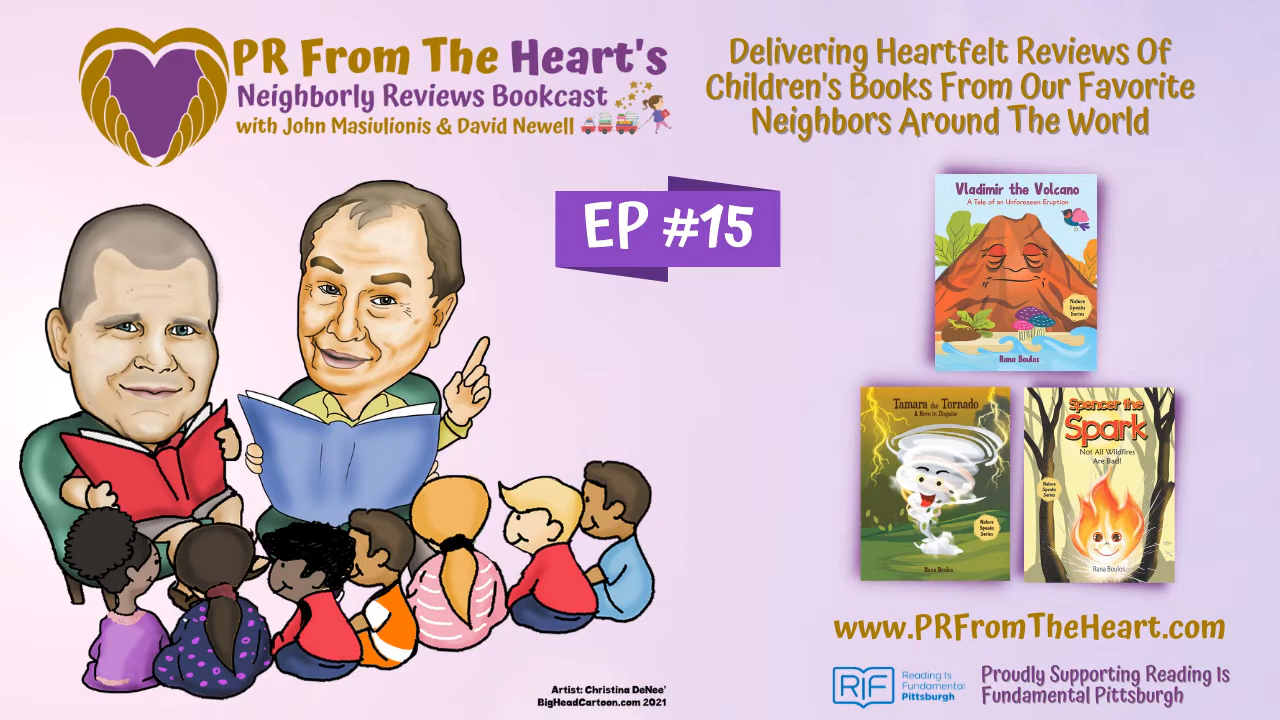 PR From The Heart's
Neighborly Reviews Bookcast
with John Masiulionis & David Newell
Delivering Heartfelt Reviews Of
Children's Books From Our Favorite
Neighbors Around The World
EP #15
Vladimir the Volcano
A Tale of an Unforeseen Eruption
Nature
Speaks
Series
Rana Boulos
Tamara the Tornado
A Hero in Disguise
Nature
Speaks
Series
Rana Boulos
Spencer the
Spark
Not All Wildfires
Are Bad!
Nature
Speaks
Series
Rana Boulos
www.PRFromTheHeart.com
RIF
Reading Is
Fundamental
Pittsburgh
Proudly Supporting Reading Is
Fundamental Pittsburgh
Artist: Christina DeNee'
BigHeadCartoon.com 2021